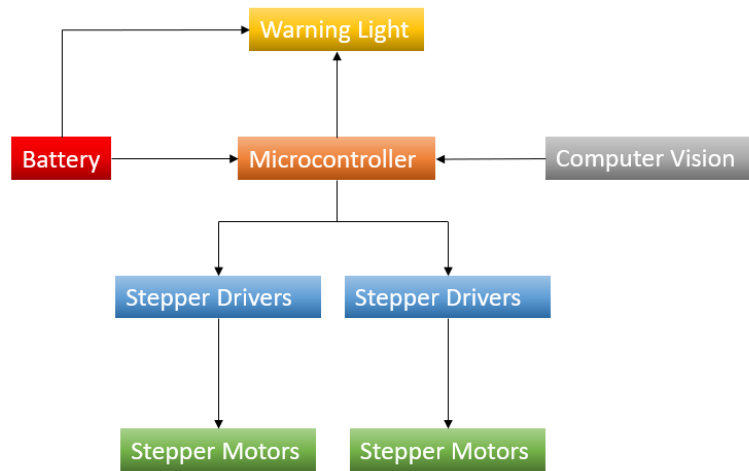 Warning Light
Battery
Microcontroller
Computer Vision
Stepper Drivers
Stepper Drivers
Stepper Motors
Stepper Motors